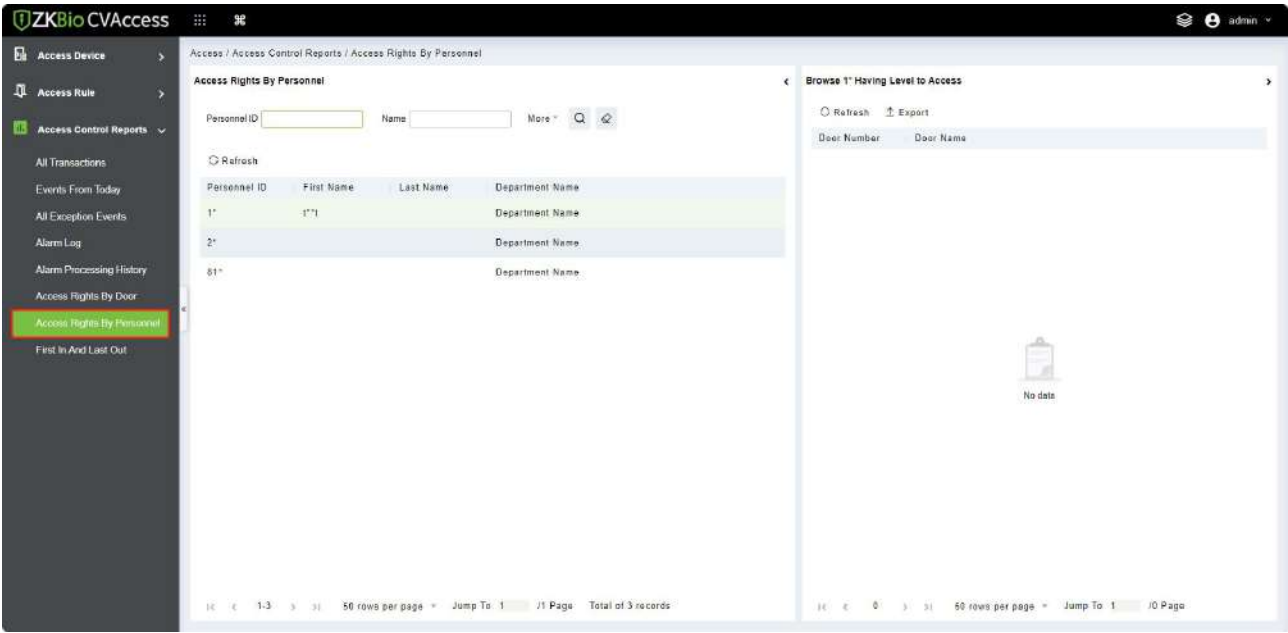 ZKBio CVAccess
admin
Access Device
Access Rule
Access Control Reports
All Transactions
Events From Today
All Exception Events
Alarm Log
Alarm Processing History
Access Rights By Door
Access Rights By Personnel
First In And Last Out
Access / Access Control Reports / Access Rights By Personnel
Access Rights By Personnel
Personnel ID Name More
Refresh
Personnel ID First Name Last Name Department Name
1* t**t Department Name
2* Department Name
81* Department Name
1-3 50 rows per page Jump To 1 /1 Page Total of 3 records
Browse 1* Having Level to Access
Refresh Export
Door Number Door Name
No data
0 50 rows per page Jump To 1 /0 Page